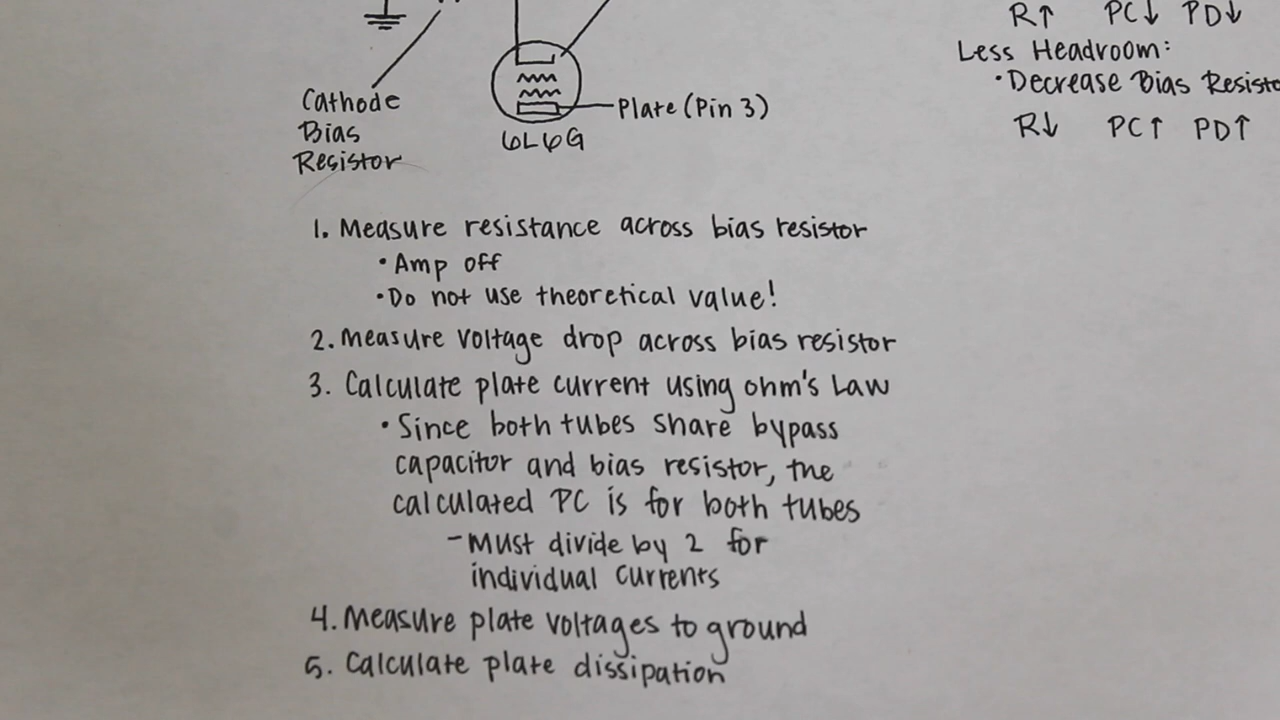 Cathode
Bias
Resistor
Plate (Pin 3)
6L6G
R↑ PC↓ PD↓
Less Headroom:
•Decrease Bias Resisto
R↓ PC↑ PD↑
1. Measure resistance across bias resistor
•Amp off
•Do not use theoretical value!
2. Measure voltage drop across bias resistor
3. Calculate plate current using ohm's Law
•Since both tubes share bypass
capacitor and bias resistor, the
calculated PC is for both tubes
-Must divide by 2 for
individual currents
4. Measure plate voltages to ground
5. Calculate plate dissipation